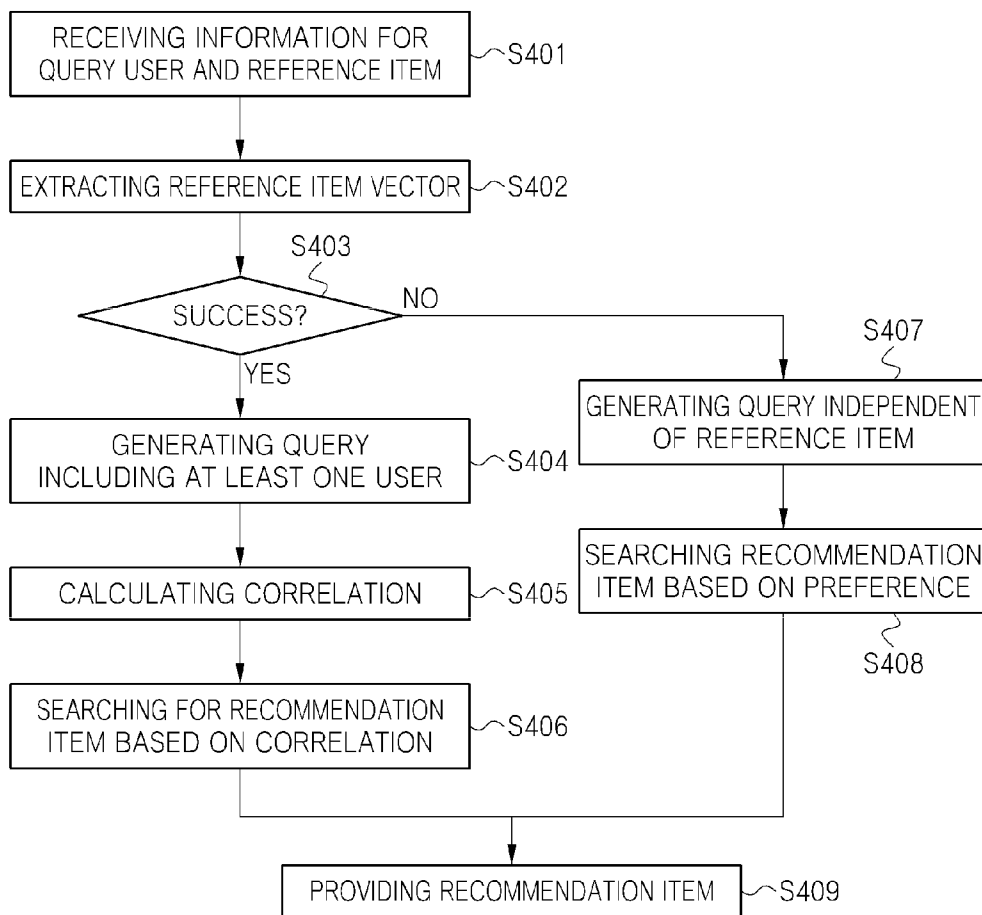 RECEIVING INFORMATION FOR
QUERY USER AND REFERENCE ITEM
S401
EXTRACTING REFERENCE ITEM VECTOR
S402
S403
SUCCESS?
NO
YES
S407
GENERATING QUERY INDEPENDENT
OF REFERENCE ITEM
GENERATING QUERY
INCLUDING AT LEAST ONE USER
S404
SEARCHING RECOMMENDATION
ITEM BASED ON PREFERENCE
S408
CALCULATING CORRELATION
S405
SEARCHING FOR RECOMMENDATION
ITEM BASED ON CORRELATION
S406
PROVIDING RECOMMENDATION ITEM
S409